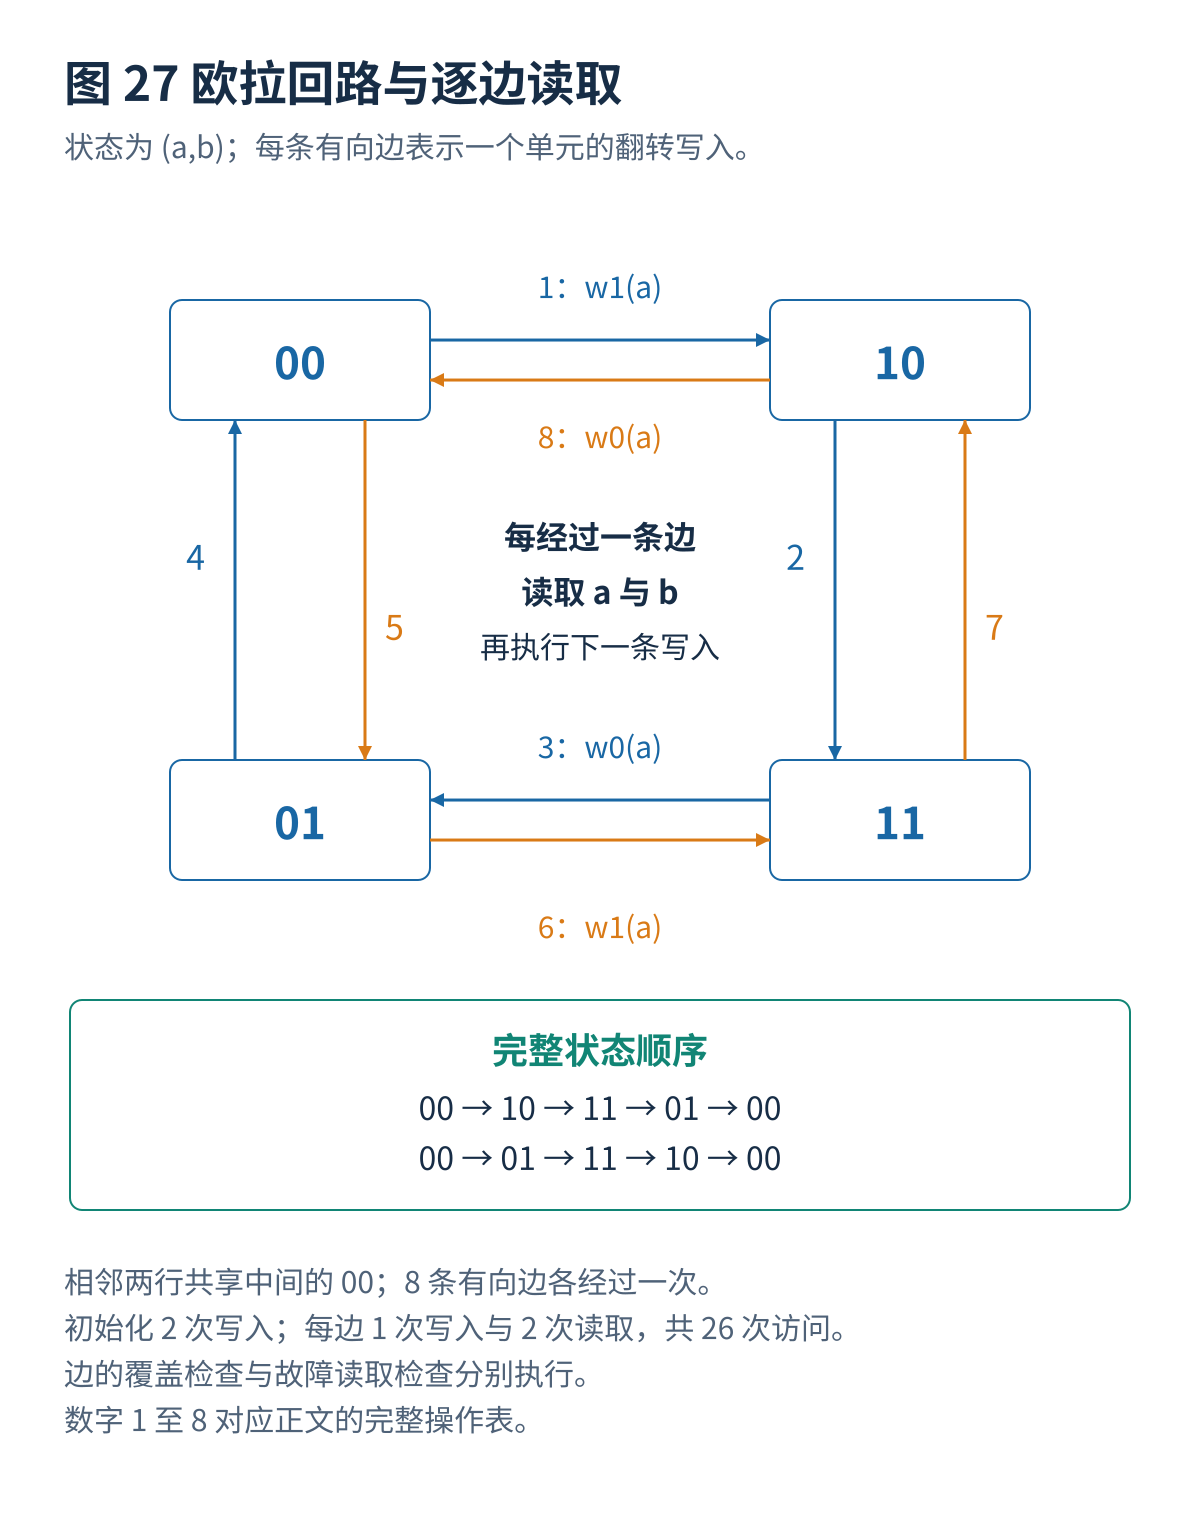 图 27 欧拉回路与逐边读取
状态为 (a,b)；每条有向边表示一个单元的翻转写入。
1：w1(a)
00
10
8：w0(a)
每经过一条边
4
2
读取 a 与 b
5
7
再执行下一条写入
3：w0(a)
01
11
6：w1(a)
完整状态顺序
00 → 10 → 11 → 01 → 00
00 → 01 → 11 → 10 → 00
相邻两行共享中间的 00；8 条有向边各经过一次。
初始化 2 次写入；每边 1 次写入与 2 次读取，共 26 次访问。
边的覆盖检查与故障读取检查分别执行。
数字 1 至 8 对应正文的完整操作表。